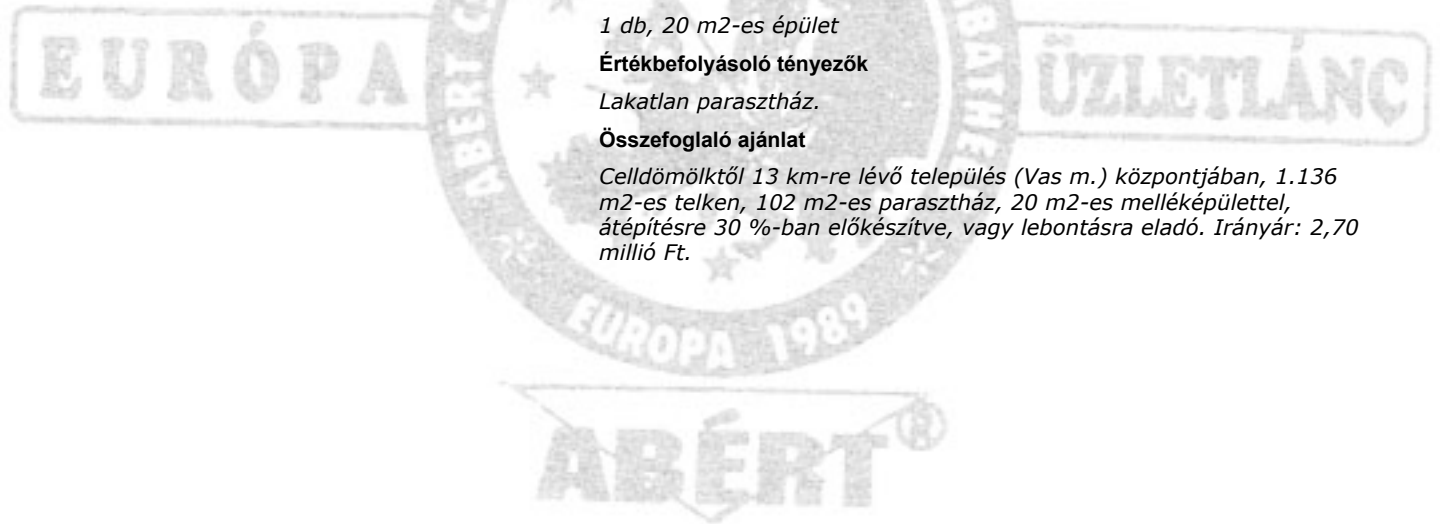 1 db, 20 m2-es épület
Értékbefolyásoló tényezők
Lakatlan parasztház.
Összefoglaló ajánlat
Celldömölktől 13 km-re lévő település (Vas m.) központjában, 1.136
m2-es telken, 102 m2-es parasztház, 20 m2-es melléképülettel,
átépítésre 30 %-ban előkészítve, vagy lebontásra eladó. Irányár: 2,70
millió Ft.
EURÓPA
ÜZLETLÁNC
ABÉRT
EUROPA 1989
ABÉRT®